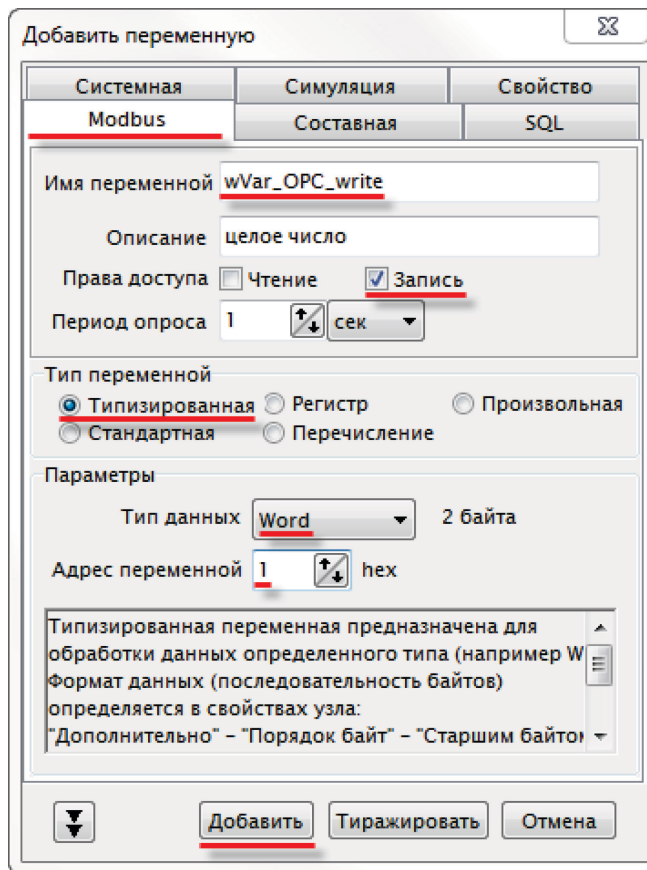 Добавить переменную
Системная Симуляция Свойство
Modbus Составная SQL
Имя переменной wVar_OPC_write
Описание целое число
Права доступа Чтение Запись
Период опроса 1 сек
Тип переменной
Типизированная Регистр Произвольная
Стандартная Перечисление
Параметры
Тип данных Word 2 байта
Адрес переменной 1 hex
Типизированная переменная предназначена для
обработки данных определенного типа (например W
Формат данных (последовательность байтов)
определяется в свойствах узла:
"Дополнительно" – "Порядок байт" – "Старшим байтом
Добавить Тиражировать Отмена